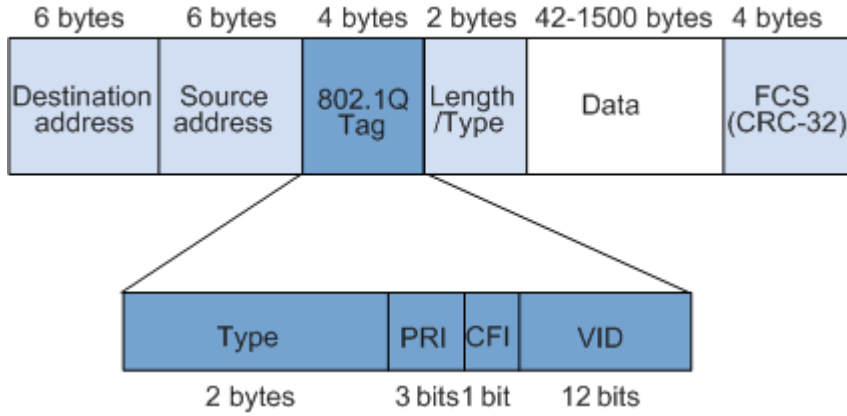 6 bytes 6 bytes 4 bytes 2 bytes 42-1500 bytes 4 bytes
Destination address
Source address
802.1Q Tag
Length /Type
Data
FCS (CRC-32)
Type PRI CFI VID
2 bytes 3 bits 1 bit 12 bits